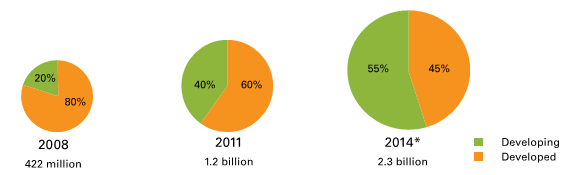 20%
80%
2008
422 million
40%
60%
2011
1.2 billion
55%
45%
2014*
2.3 billion
Developing
Developed